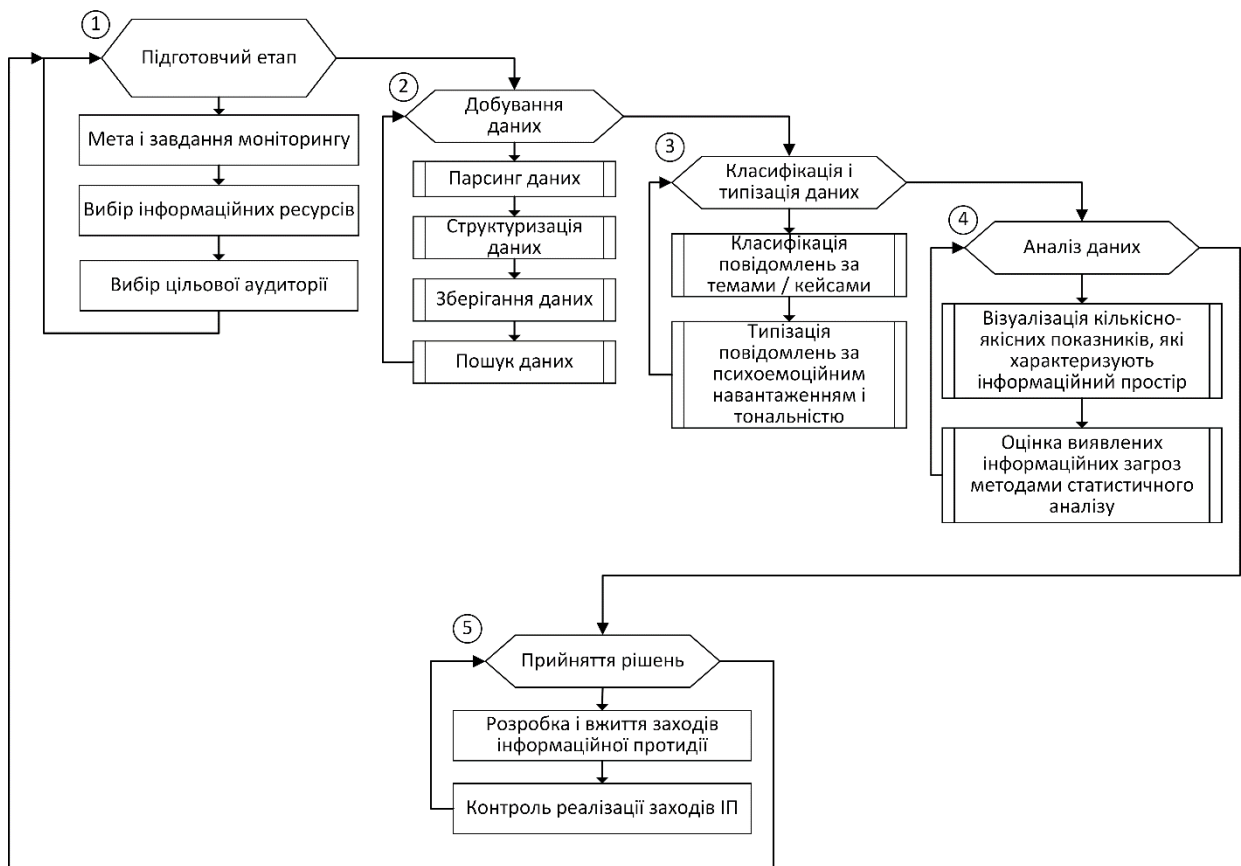 1
Підготовчий етап
Мета і завдання моніторингу
Вибір інформаційних ресурсів
Вибір цільової аудиторії
2
Добування
даних
Парсинг даних
Структуризація
даних
Зберігання даних
Пошук даних
3
Класифікація і
типізація даних
Класифікація
повідомлень за
темами / кейсами
Типізація
повідомлень за
психоемоційним
навантаженням і
тональністю
4
Аналіз даних
Візуалізація кількісно-
якісних показників, які
характеризують
інформаційний простір
Оцінка виявлених
інформаційних загроз
методами статистичного
аналізу
5
Прийняття рішень
Розробка і вжиття заходів
інформаційної протидії
Контроль реалізації заходів ІП